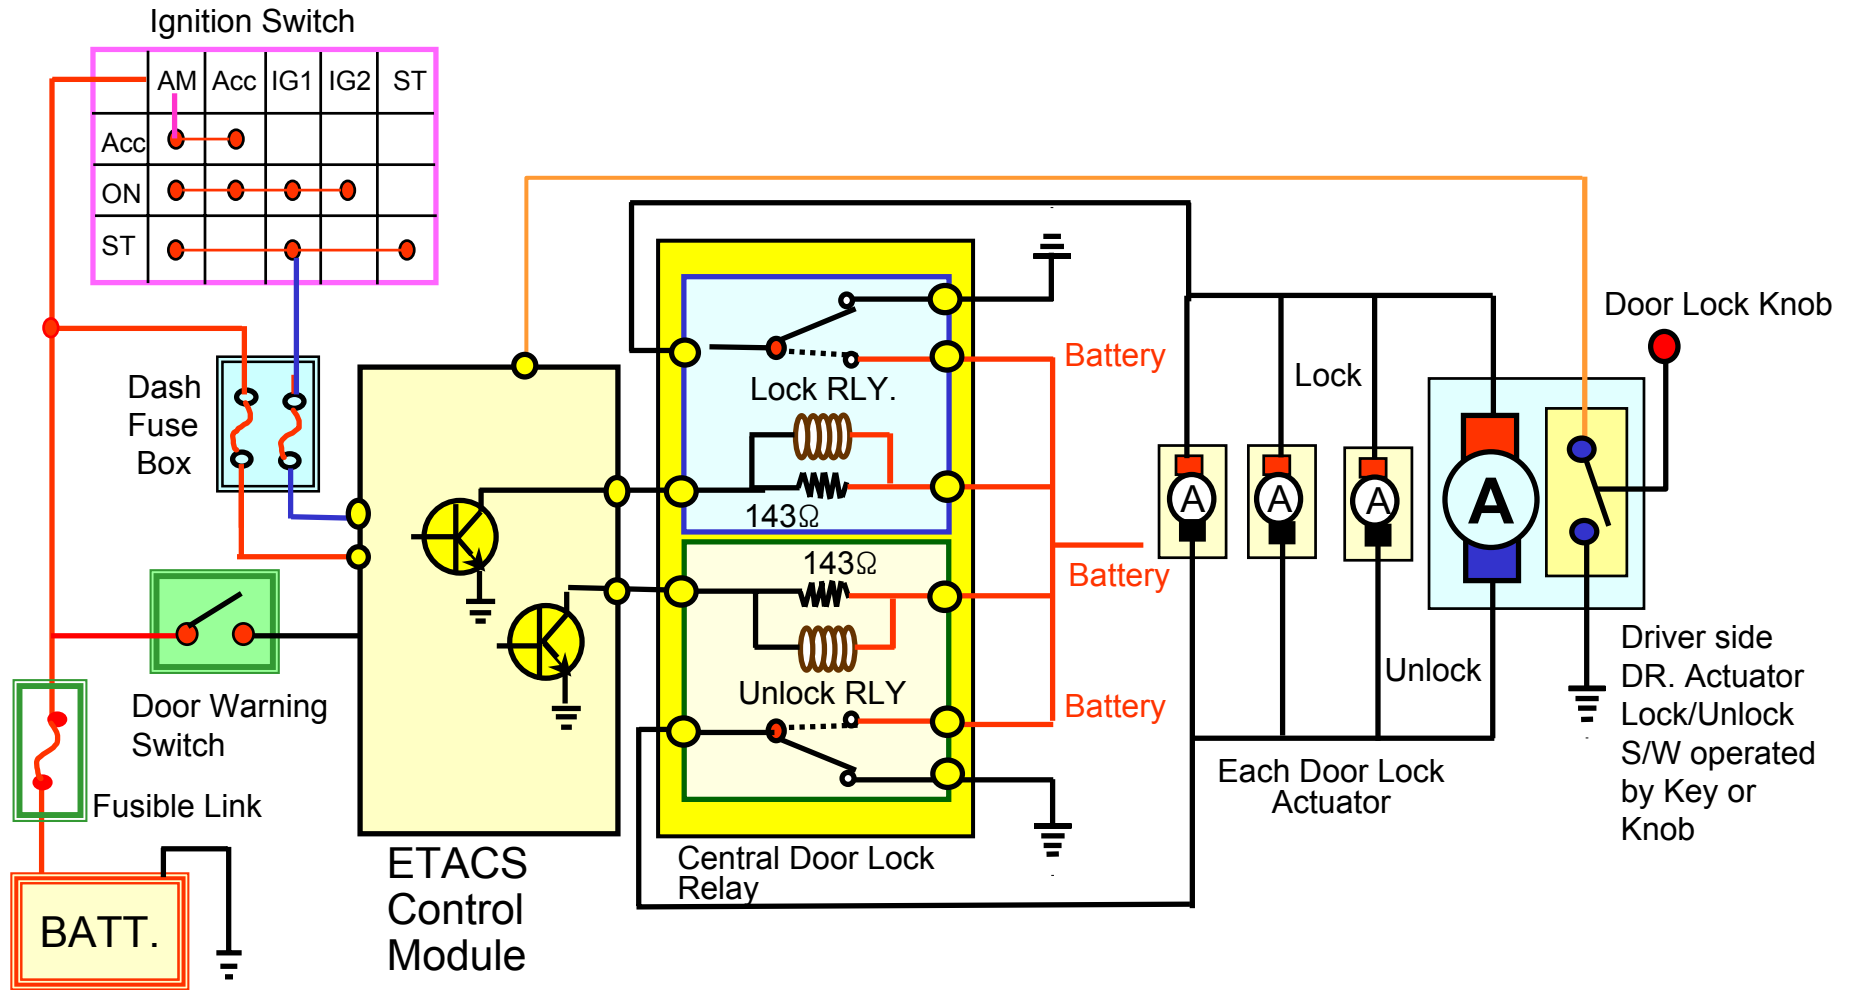 Ignition Switch
AM Acc IG1 IG2 ST
Acc
ON
ST
Dash
Fuse
Box
Door Warning
Switch
Fusible Link
BATT.
ETACS
Control
Module
Lock RLY.
143Ω
143Ω
Unlock RLY
Central Door Lock
Relay
Battery
Battery
Battery
Lock
A
A
A
A
Unlock
Each Door Lock
Actuator
Door Lock Knob
Driver side
DR. Actuator
Lock/Unlock
S/W operated
by Key or
Knob